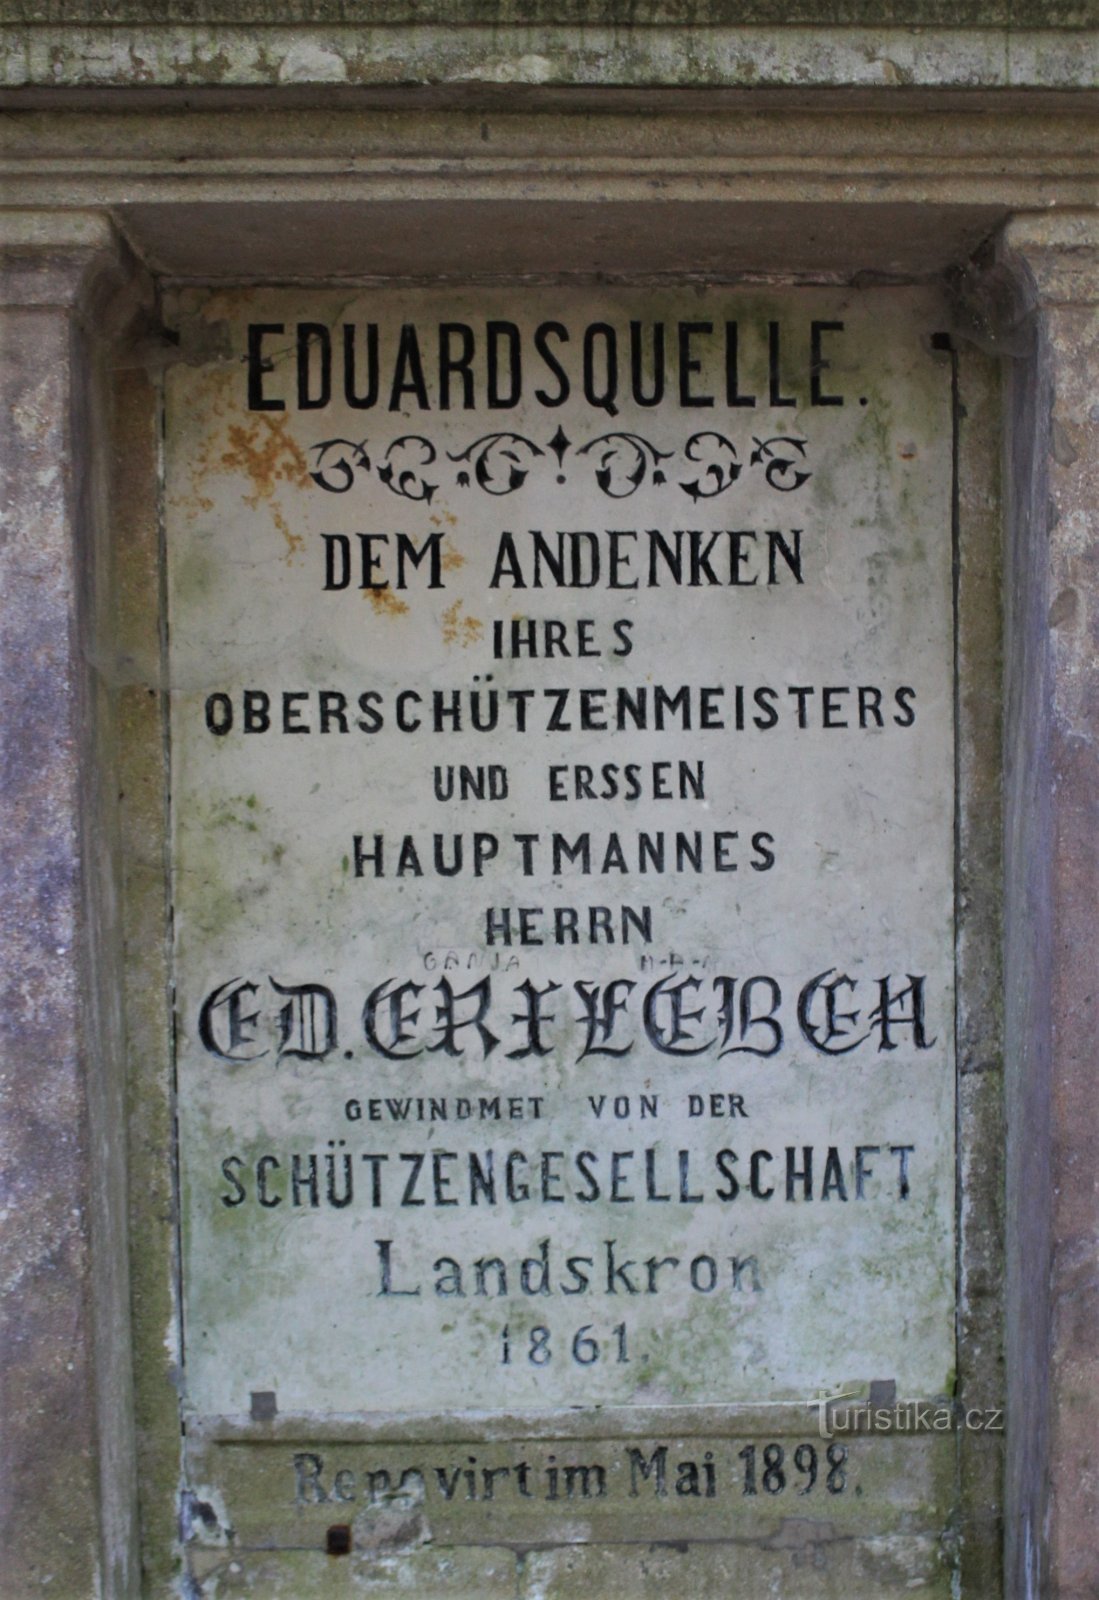 EDUARDSQUELLE.
DEM ANDENKEN
IHRES
OBERSCHÜTZENMEISTERS
UND ERSSEN
HAUPTMANNES
HERRN
GANJA
ED. ERXLEBEN
GEWINDMET VON DER
SCHÜTZENGESELLSCHAFT
Landskron
1861.
Turistika.cz
Renovirt im Mai 1898.